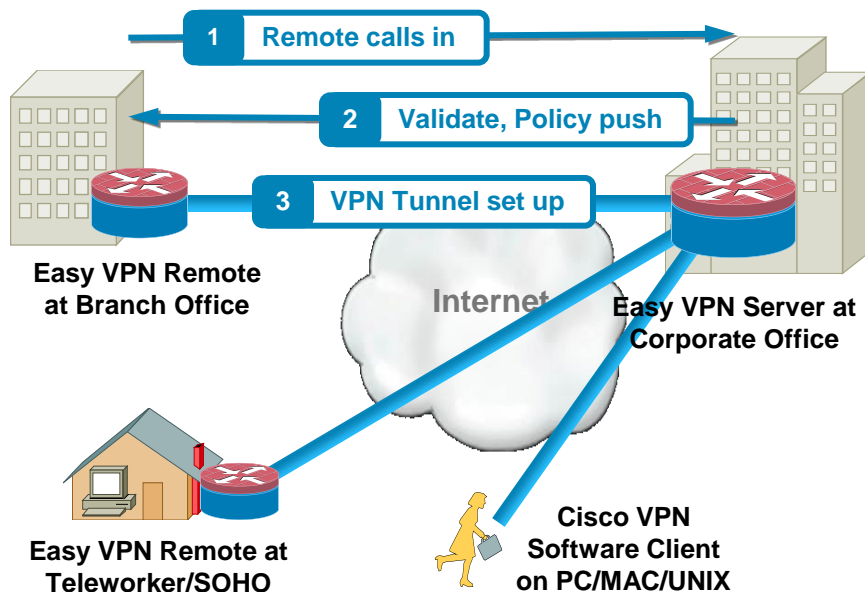 1 Remote calls in
2 Validate, Policy push
3 VPN Tunnel set up
Easy VPN Remote
at Branch Office
Internet
Easy VPN Server at
Corporate Office
Easy VPN Remote at
Teleworker/SOHO
Cisco VPN
Software Client
on PC/MAC/UNIX